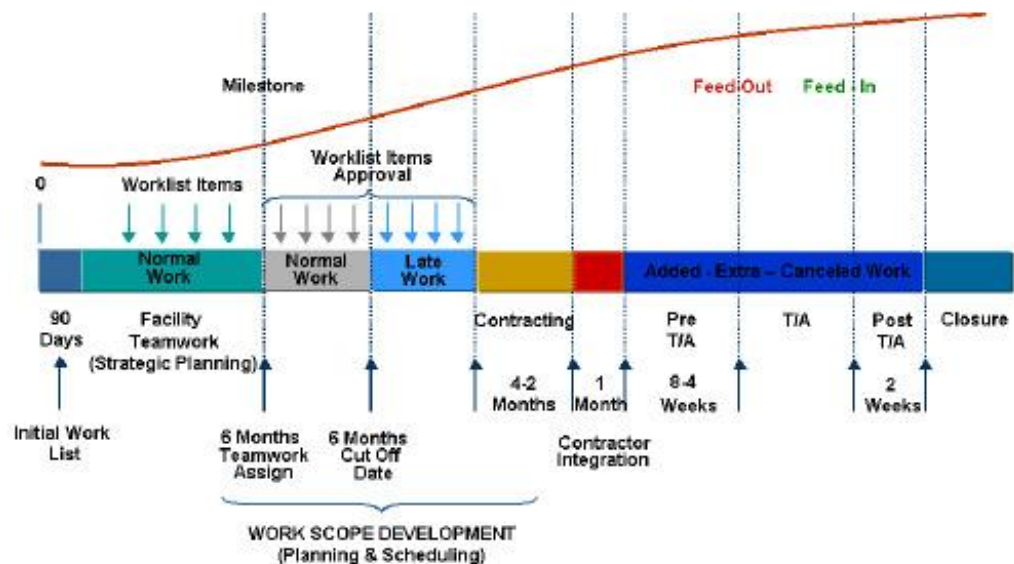 Milestone
Feed-Out
Feed - In
0
Worklist Items
Worklist Items
Approval
Normal
Work
Normal
Work
Late
Work
Added - Extra – Canceled Work
90
Days
Facility
Teamwork
(Strategic Planning)
Contracting
Pre
T/A
T/A
Post
T/A
Closure
4-2
Months
1
Month
8-4
Weeks
2
Weeks
Initial Work
List
6 Months
Teamwork
Assign
6 Months
Cut Off
Date
Contractor
Integration
WORK SCOPE DEVELOPMENT
(Planning & Scheduling)